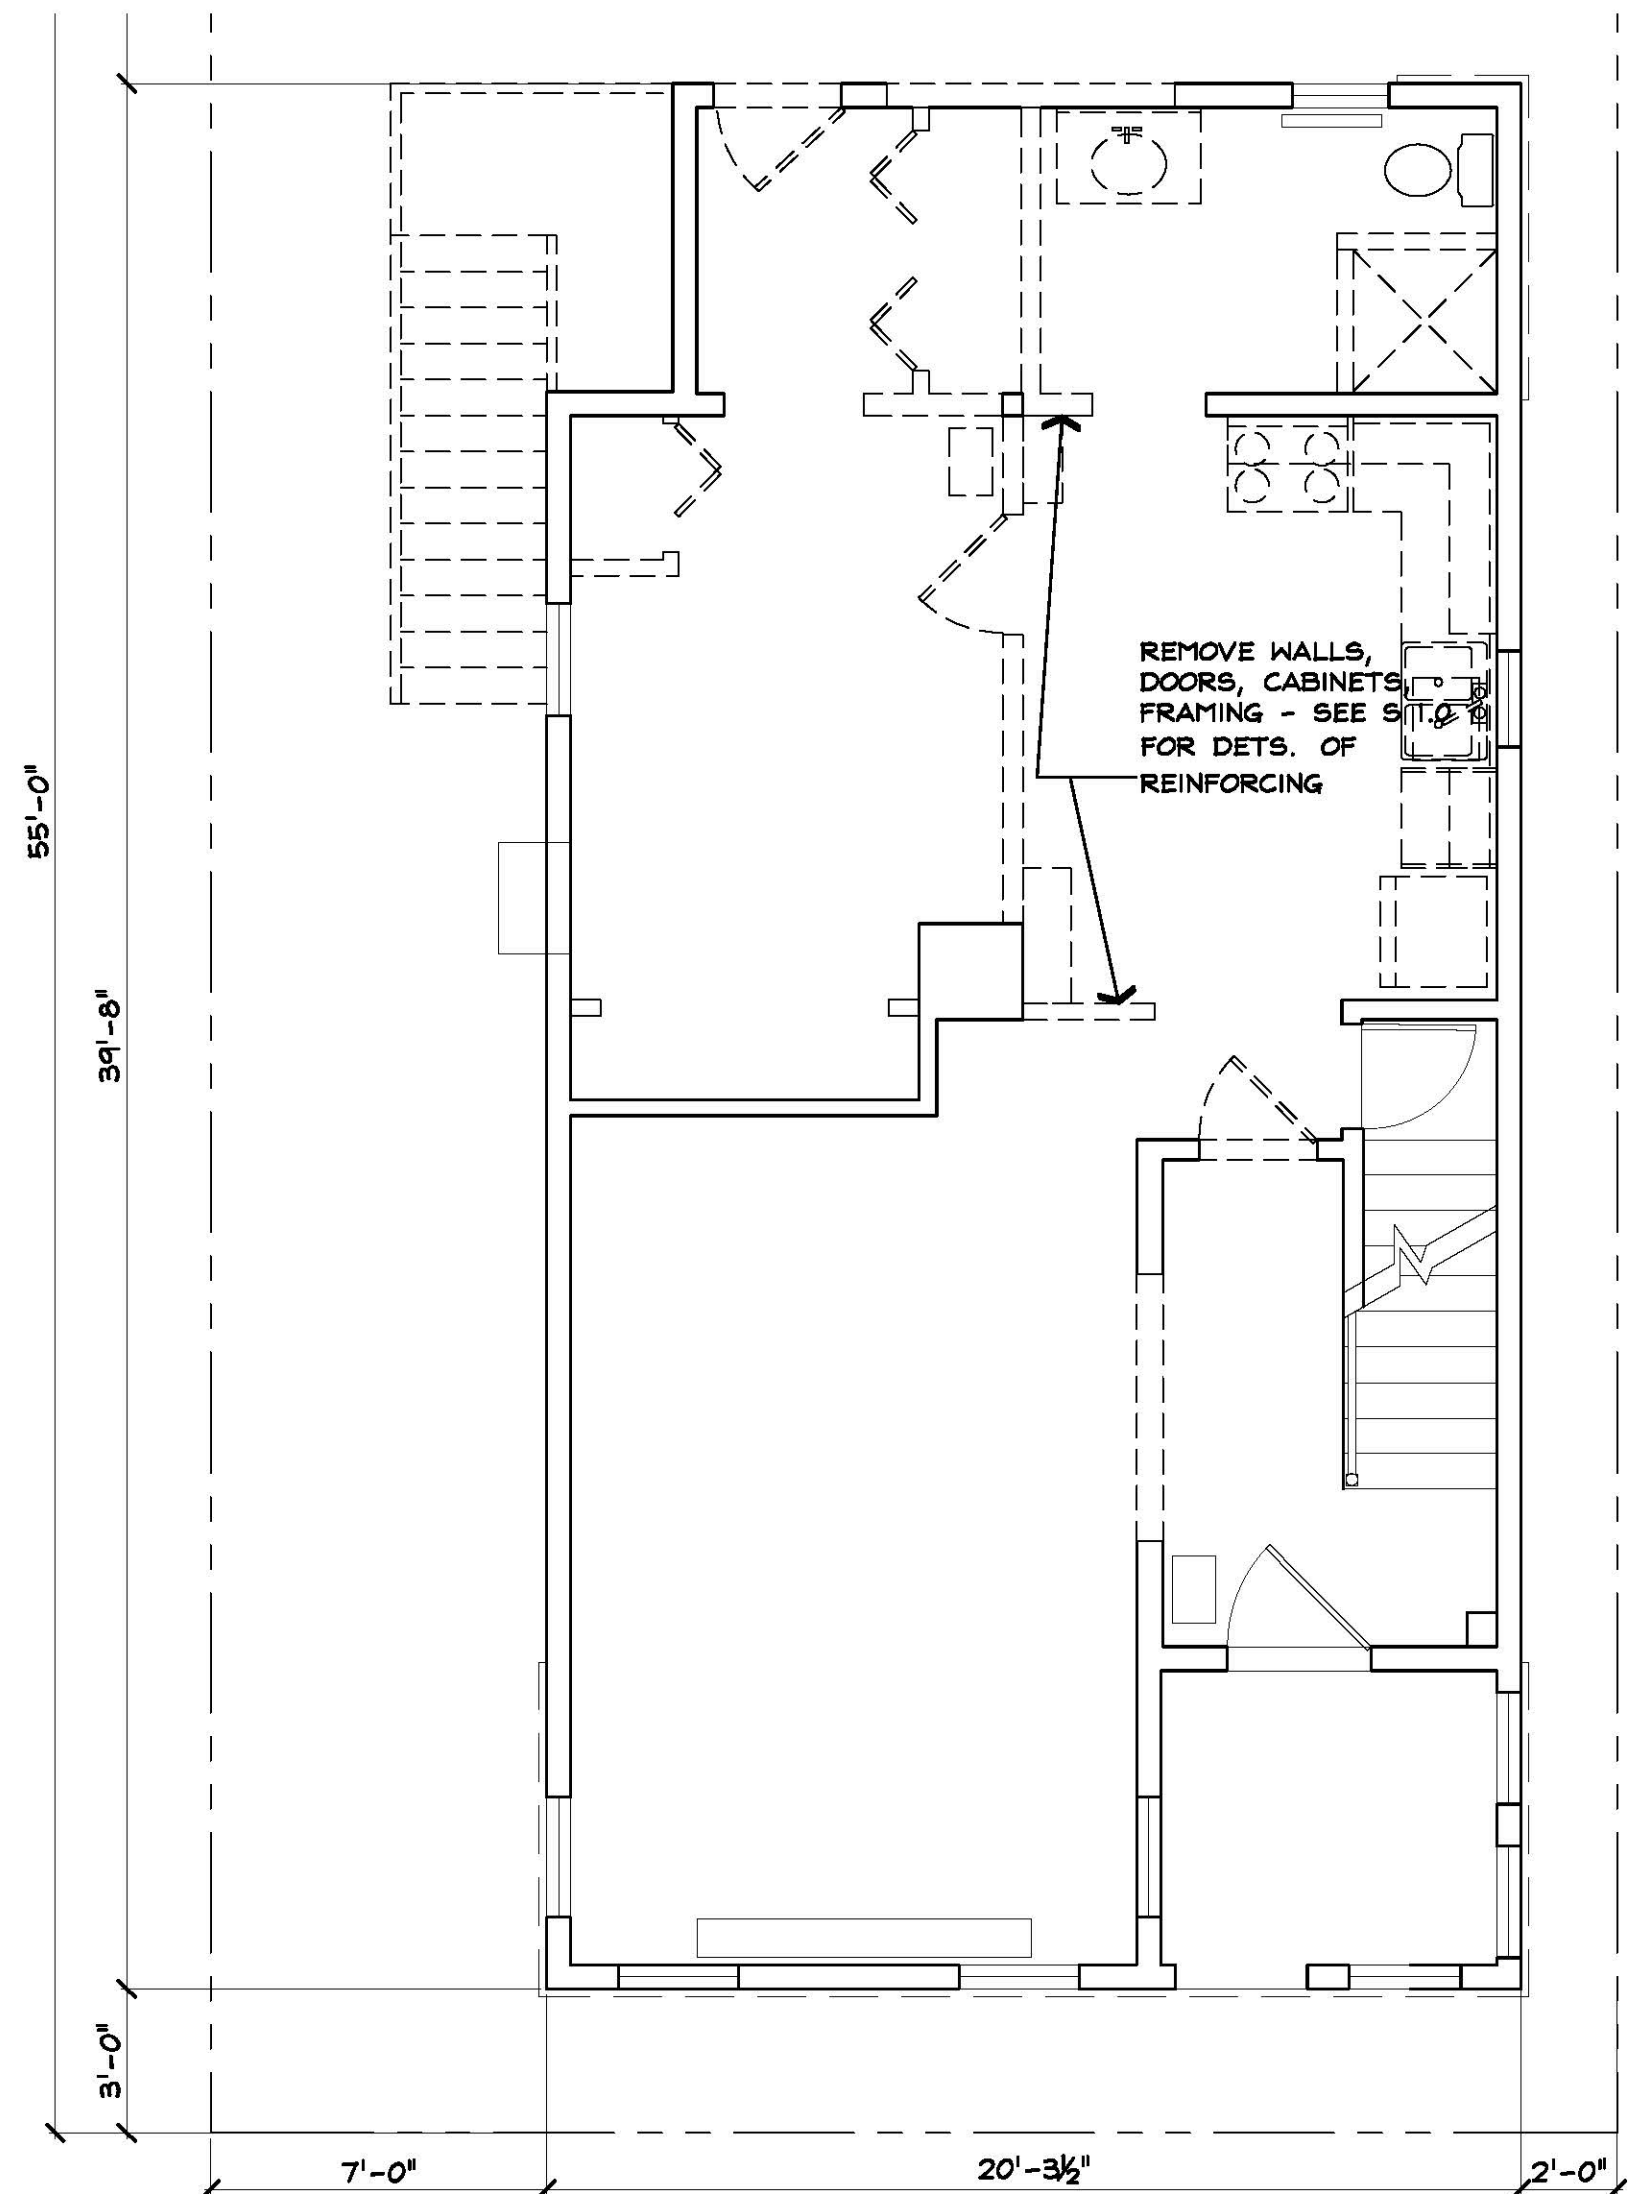 REMOVE WALLS,
DOORS, CABINETS,
FRAMING - SEE S 1.0
FOR DETS. OF
REINFORCING
55'-0"
39'-8"
3'-0"
7'-0"
20'-3½"
2'-0"